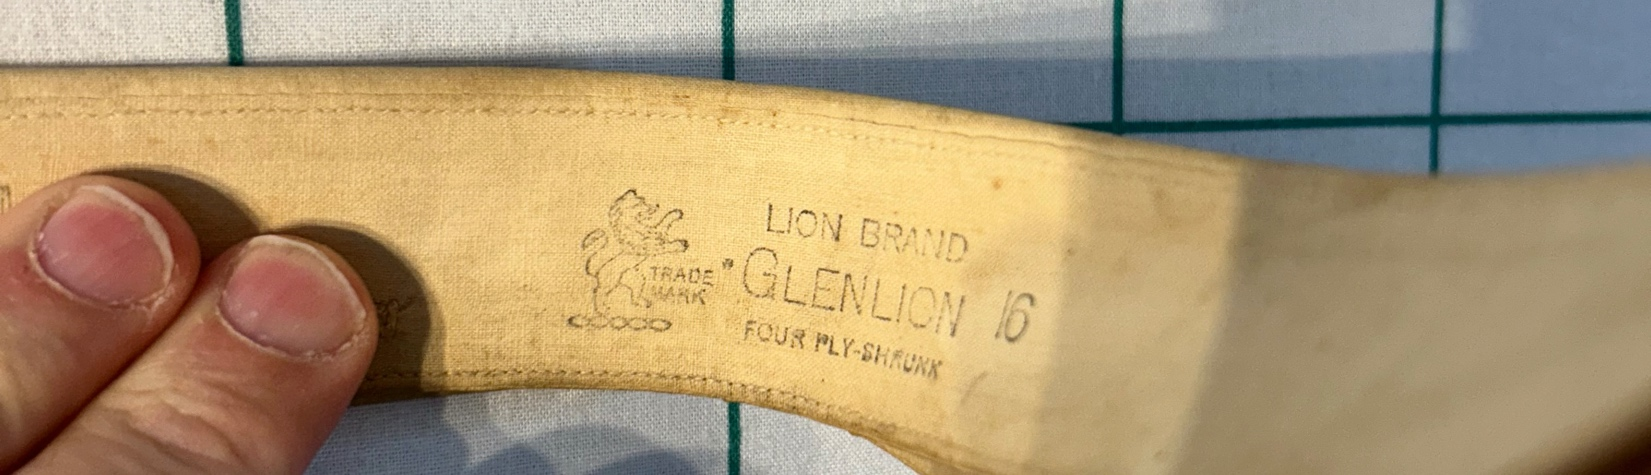 LION BRAND
TRADE MARK
GLENLION 16
FOUR PLY-SHRUNK